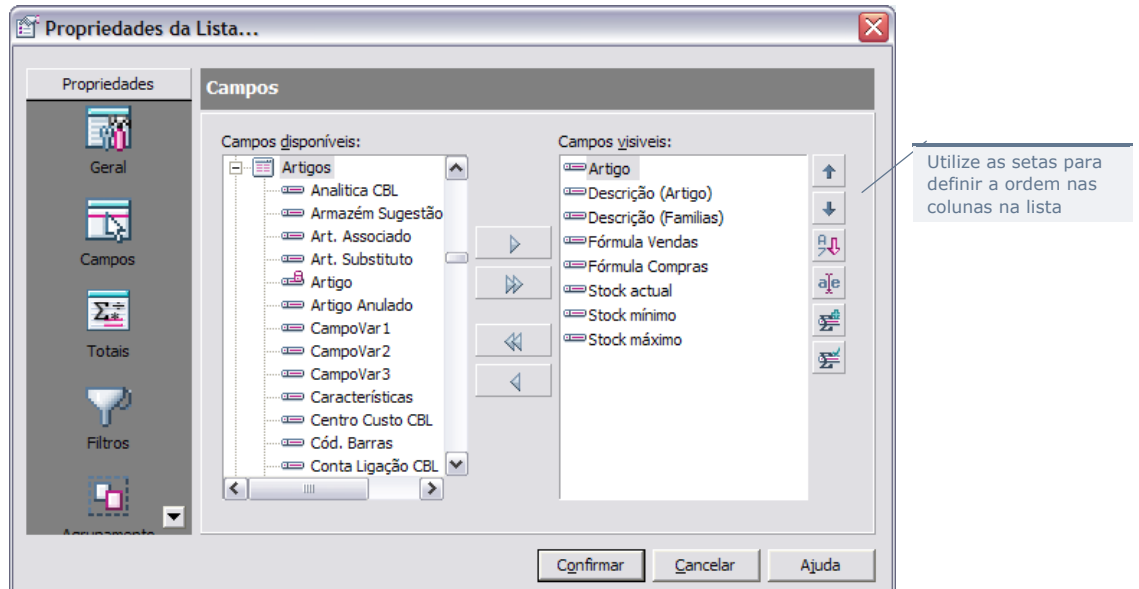 Propriedades da Lista...
Propriedades
Geral
Campos
Totais
Filtros
Agrupamento
Campos
Campos disponíveis:
Artigos
Analitica CBL
Armazém Sugestão
Art. Associado
Art. Substituto
Artigo
Artigo Anulado
CampoVar1
CampoVar2
CampoVar3
Características
Centro Custo CBL
Cód. Barras
Conta Ligação CBL
Campos visiveis:
Artigo
Descrição (Artigo)
Descrição (Familias)
Fórmula Vendas
Fórmula Compras
Stock actual
Stock mínimo
Stock máximo
Confirmar
Cancelar
Ajuda
Utilize as setas para
definir a ordem nas
colunas na lista